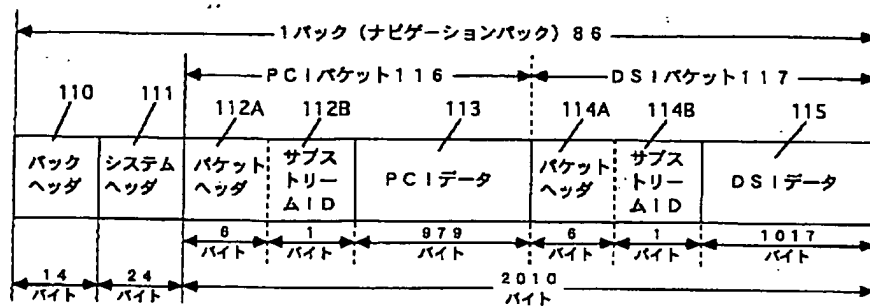 1パック（ナビゲーションパック）86
PCIパケット116
DSIパケット117
110
111
112A
112B
113
114A
114B
115
パック
ヘッダ
システム
ヘッダ
パケット
ヘッダ
サブス
トリー
ムID
PCIデータ
パケット
ヘッダ
サブス
トリー
ムID
DSIデータ
6
バイト
1
バイト
979
バイト
6
バイト
1
バイト
1017
バイト
14
バイト
24
バイト
2010
バイト